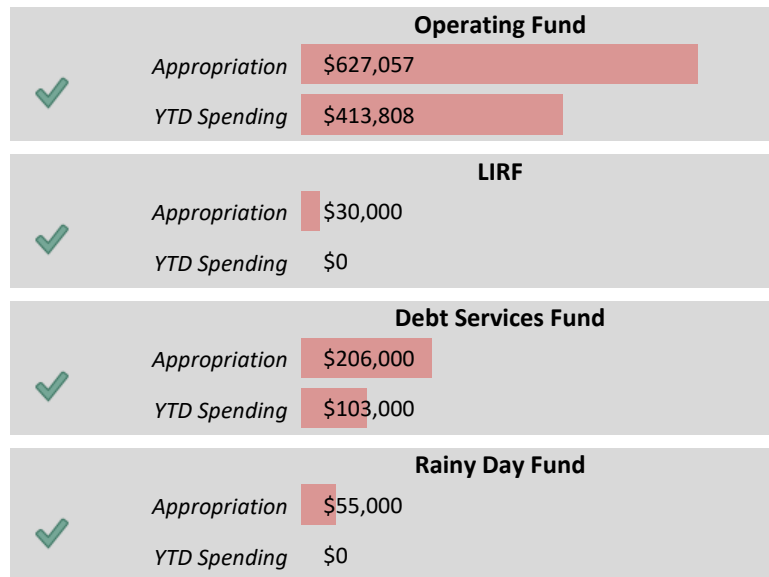 Operating Fund
Appropriation $627,057
YTD Spending $413,808
LIRF
Appropriation $30,000
YTD Spending $0
Debt Services Fund
Appropriation $206,000
YTD Spending $103,000
Rainy Day Fund
Appropriation $55,000
YTD Spending $0